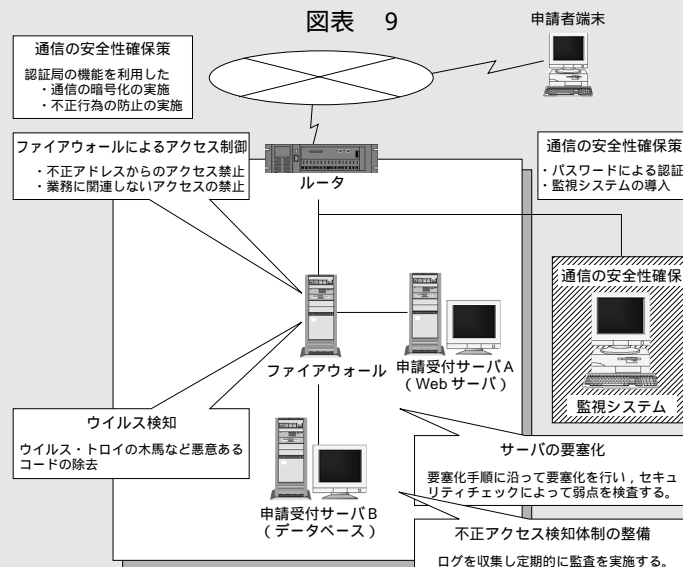 図表 9
申請者端末
通信の安全性確保策
認証局の機能を利用した
・通信の暗号化の実施
・不正行為の防止の実施
ファイアウォールによるアクセス制御
・不正アドレスからのアクセス禁止
・業務に関連しないアクセスの禁止
ルータ
通信の安全性確保策
・パスワードによる認証
・監視システムの導入
通信の安全性確保
監視システム
ファイアウォール
申請受付サーバA
（Web サーバ）
ウイルス検知
ウイルス・トロイの木馬など悪意ある
コードの除去
申請受付サーバB
（データベース）
サーバの要塞化
要塞化手順に沿って要塞化を行い，セキュ
リティチェックによって弱点を検査する。
不正アクセス検知体制の整備
ログを収集し定期的に監査を実施する。